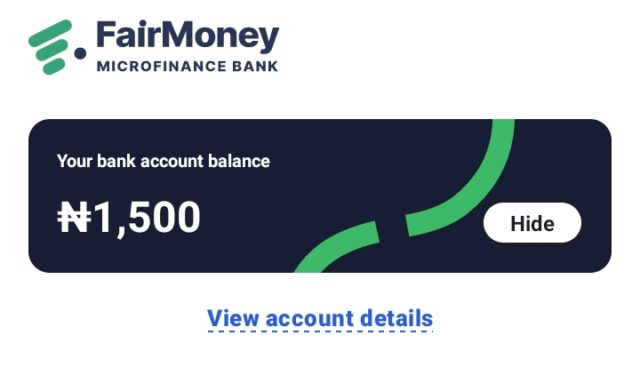 FairMoney
MICROFINANCE BANK
Your bank account balance
₦1,500
Hide
View account details